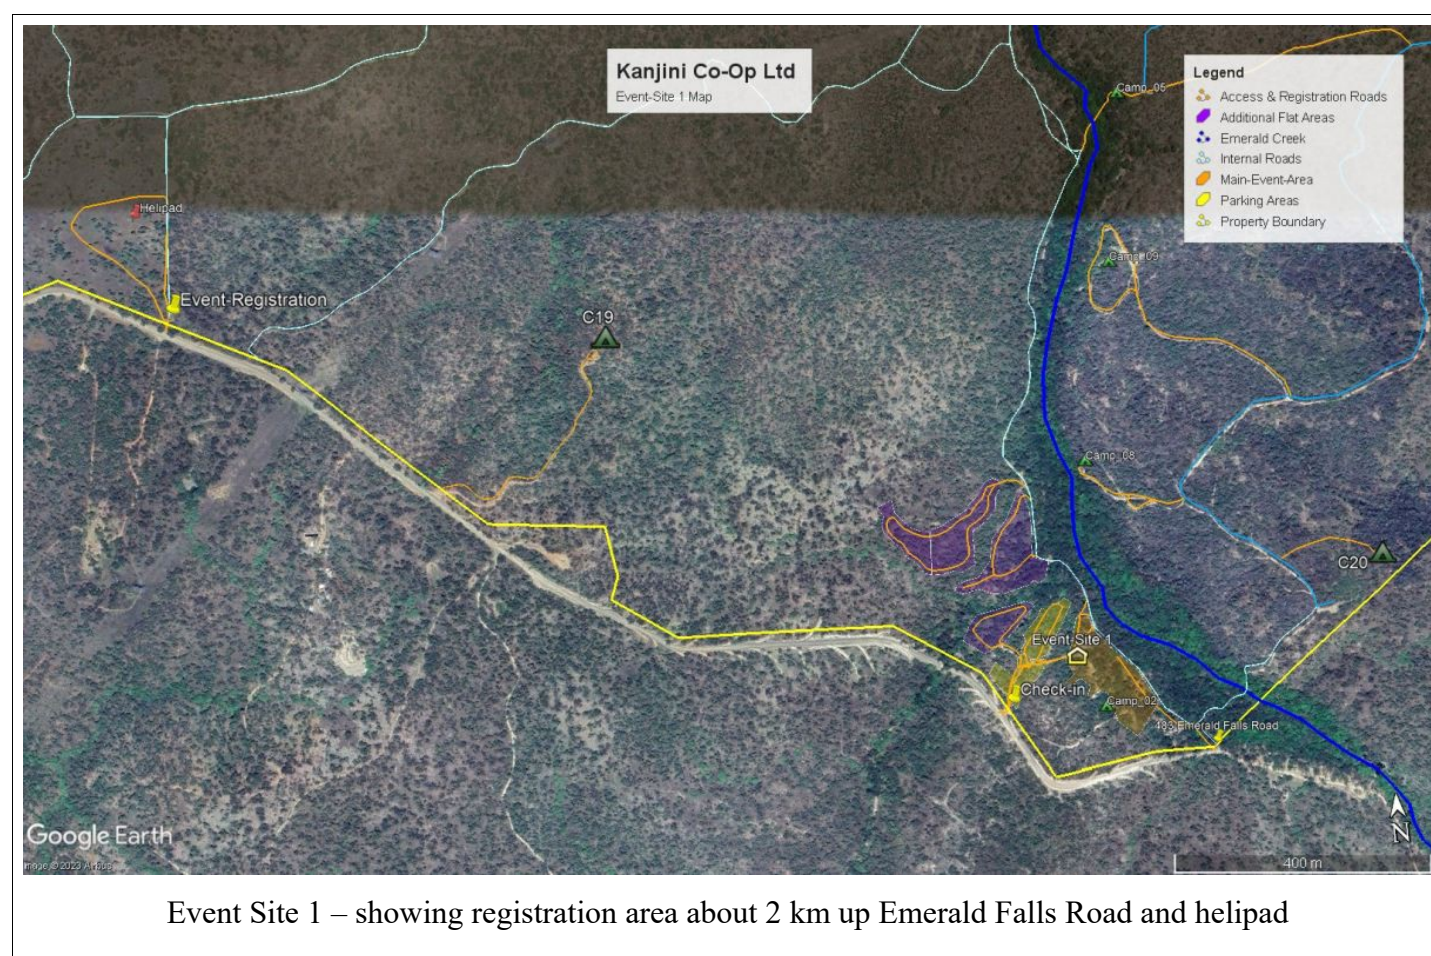 Kanjini Co-Op Ltd
Event-Site 1 Map
Legend
Access & Registration Roads
Additional Flat Areas
Emerald Creek
Internal Roads
Main-Event-Area
Parking Areas
Property Boundary
Camp_05
Helipad
Event-Registration
Camp_09
C19
Camp_08
C20
Event-Site 1
Check-in
Camp_02
483 Emerald Falls Road
Google Earth
Image © 2023 Airbus
N
400 m
Event Site 1 – showing registration area about 2 km up Emerald Falls Road and helipad